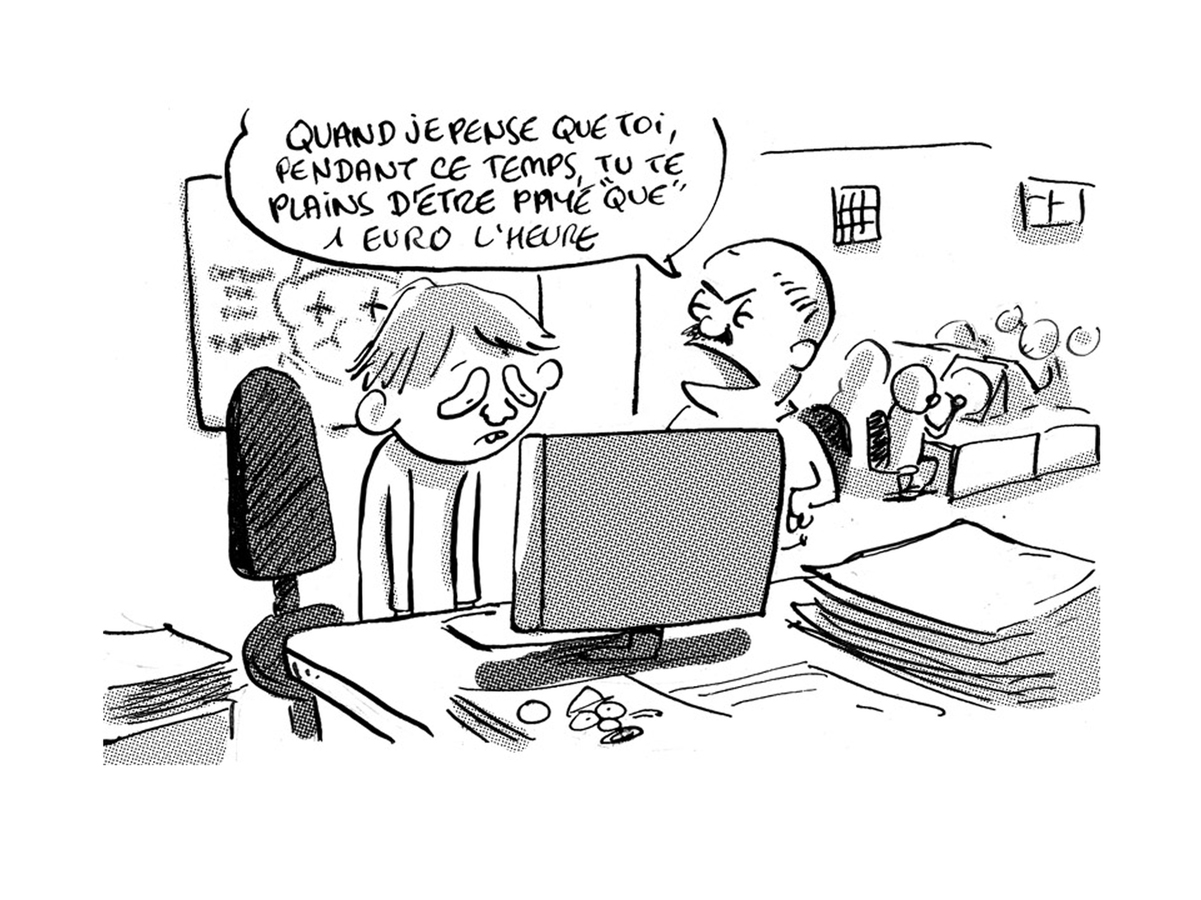 QUAND JE PENSE QUE TOI,
PENDANT CE TEMPS, TU TE
PLAINS D'ÊTRE PAYÉ "QUE"
1 EURO L'HEURE